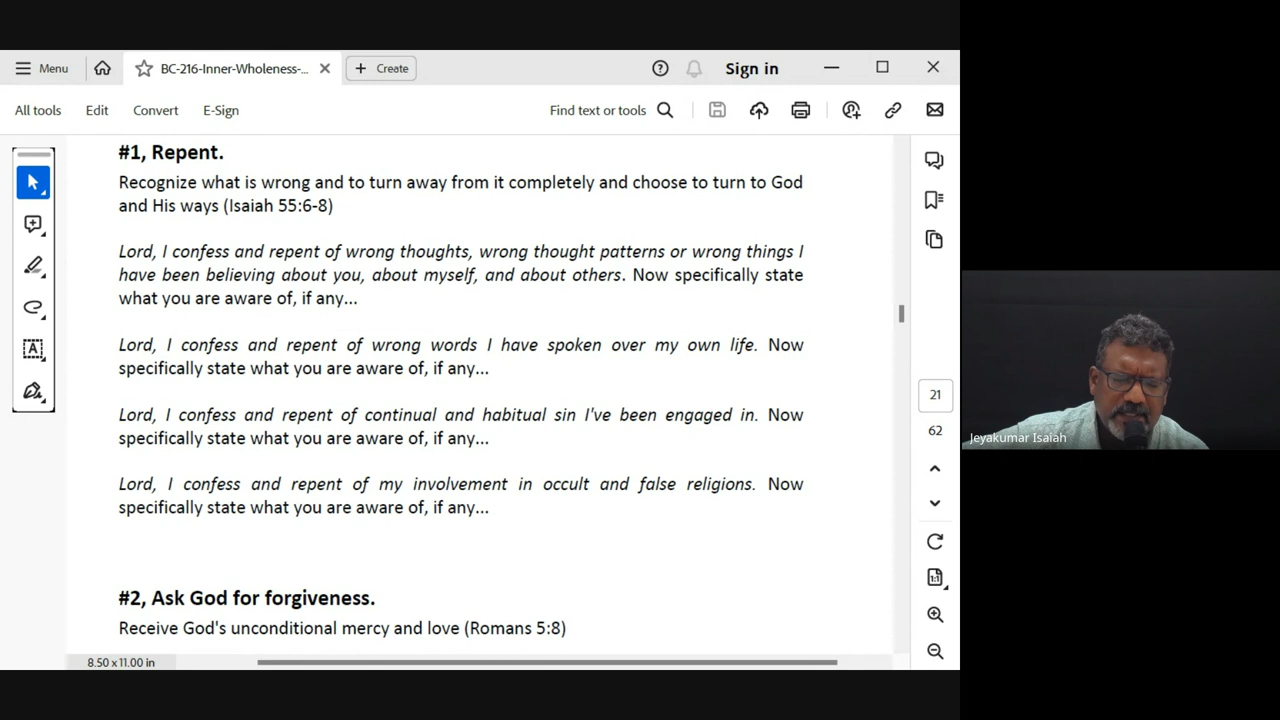 Menu
BC-216-Inner-Wholeness-...
Create
Sign in
All tools
Edit
Convert
E-Sign
Find text or tools
#1, Repent.
Recognize what is wrong and to turn away from it completely and choose to turn to God
and His ways (Isaiah 55:6-8)
Lord, I confess and repent of wrong thoughts, wrong thought patterns or wrong things I
have been believing about you, about myself, and about others. Now specifically state
what you are aware of, if any...
Lord, I confess and repent of wrong words I have spoken over my own life. Now
specifically state what you are aware of, if any...
Lord, I confess and repent of continual and habitual sin I've been engaged in. Now
specifically state what you are aware of, if any...
Lord, I confess and repent of my involvement in occult and false religions. Now
specifically state what you are aware of, if any...
#2, Ask God for forgiveness.
Receive God's unconditional mercy and love (Romans 5:8)
8.50 x 11.00 in
21
62
1:1
Jeyakumar Isaiah